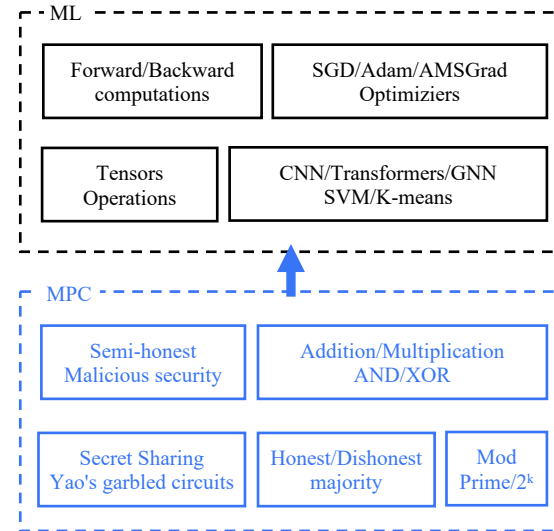 ML
Forward/Backward
computations
SGD/Adam/AMSGrad
Optimiziers
Tensors
Operations
CNN/Transformers/GNN
SVM/K-means
MPC
Semi-honest
Malicious security
Addition/Multiplication
AND/XOR
Secret Sharing
Yao's garbled circuits
Honest/Dishonest
majority
Mod
Prime/2ᵏ